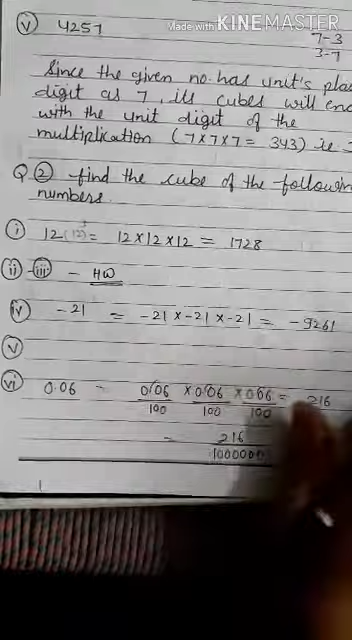 Made with KINEMASTER
(v) 4257
7-3
3-7
Since the given no. has unit's plac
digit as 7, its cubes will end
with the unit digit of the
multiplication (7×7×7 = 343) ie
Q (2) find the cube of the following
numbers.
(i) 12 (12)³ = 12×12×12 = 1728
(ii) - (iii) - HW
(iv) -21 = -21 × -21 × -21 = -9261
(v)
(vi) 0.06 = 0.06/100 × 0.06/100 × 0.06/100 = 216
= 216/1000000